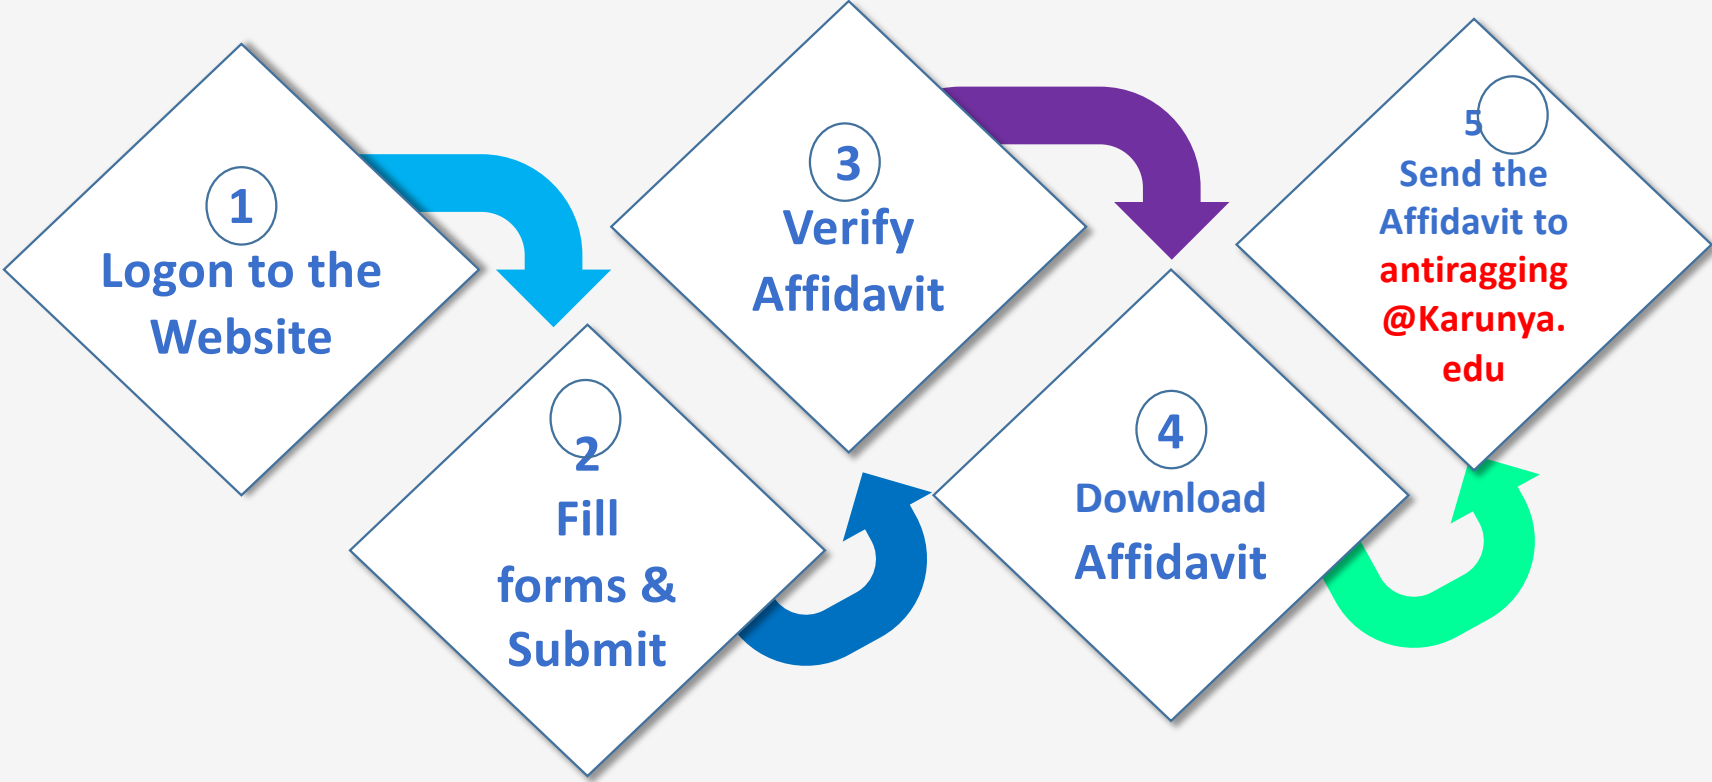 1
Logon to the
Website
2
Fill
forms &
Submit
3
Verify
Affidavit
4
Download
Affidavit
5
Send the
Affidavit to
antiragging
@Karunya.
edu